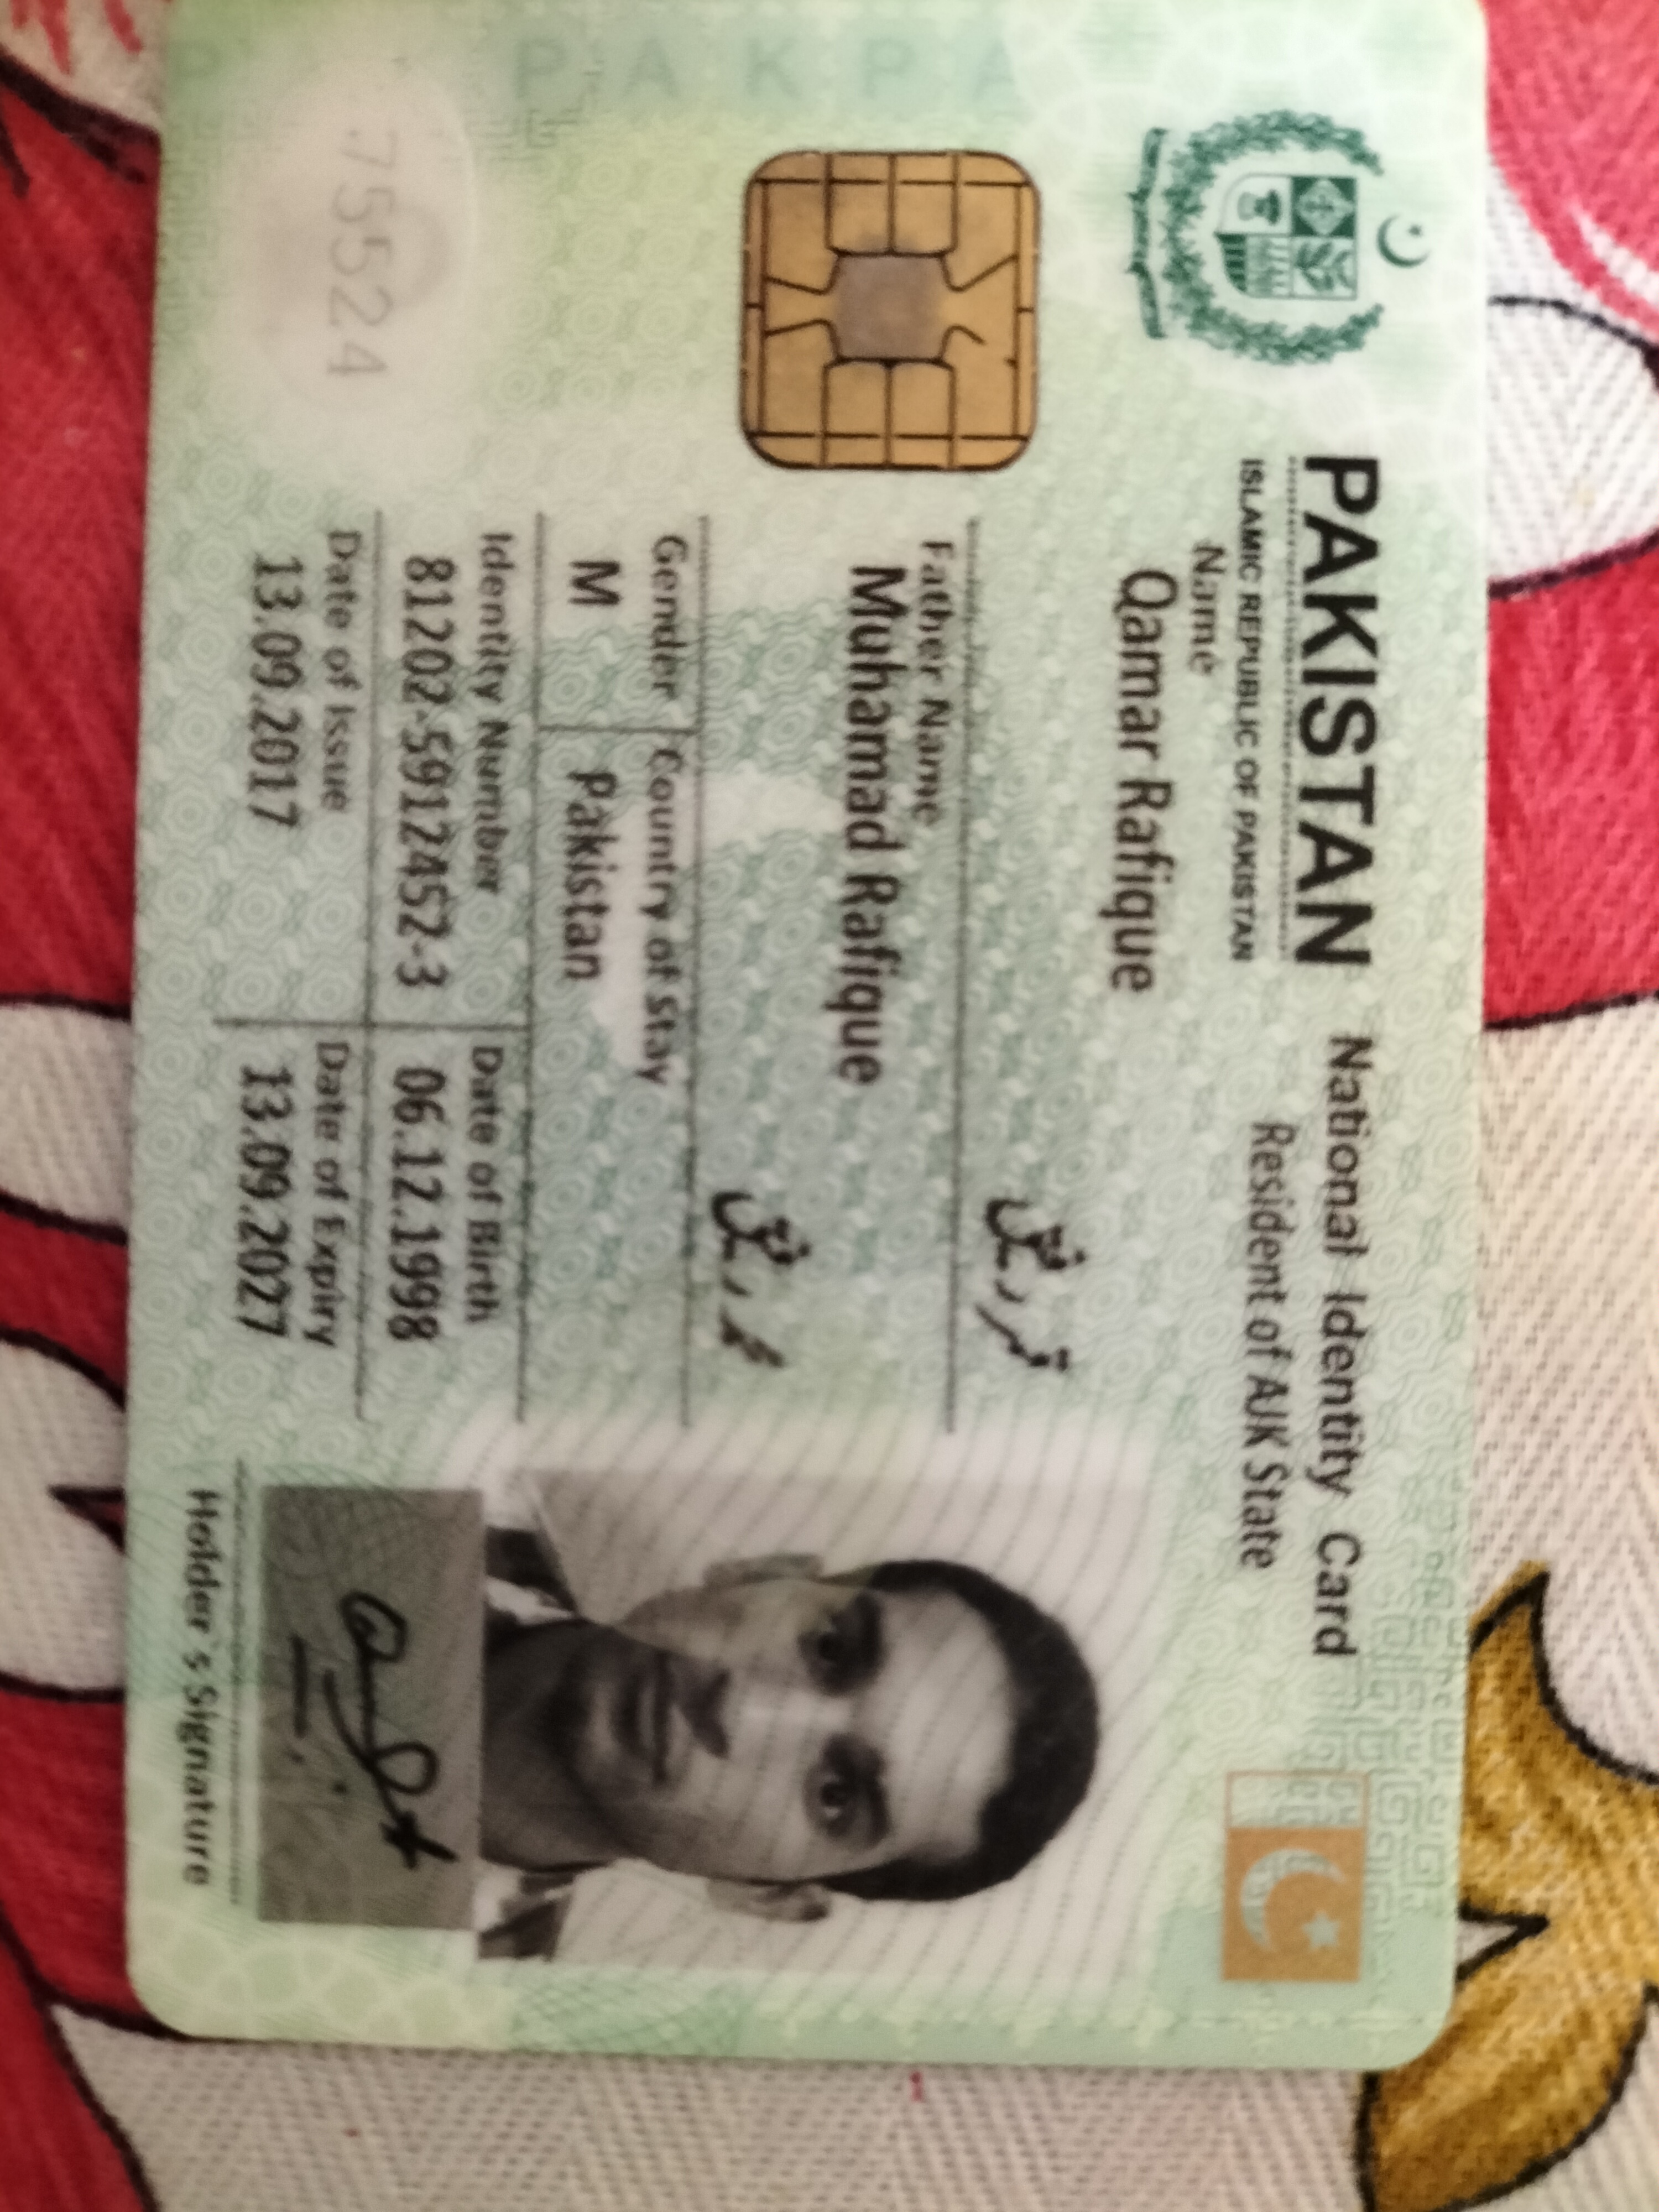 PAKISTAN National Identity Card
ISLAMIC REPUBLIC OF PAKISTAN Resident of AJK State
Name
Qamar Rafique
قمر رفیق
Father Name
Muhammad Rafique
محمد رفیق
Gender Country of Stay
M Pakistan
Identity Number Date of Birth
81202-5912452-3 06.12.1998
Date of Issue Date of Expiry
13.09.2017 13.09.2027
Holder's Signature
75524
PAKPA